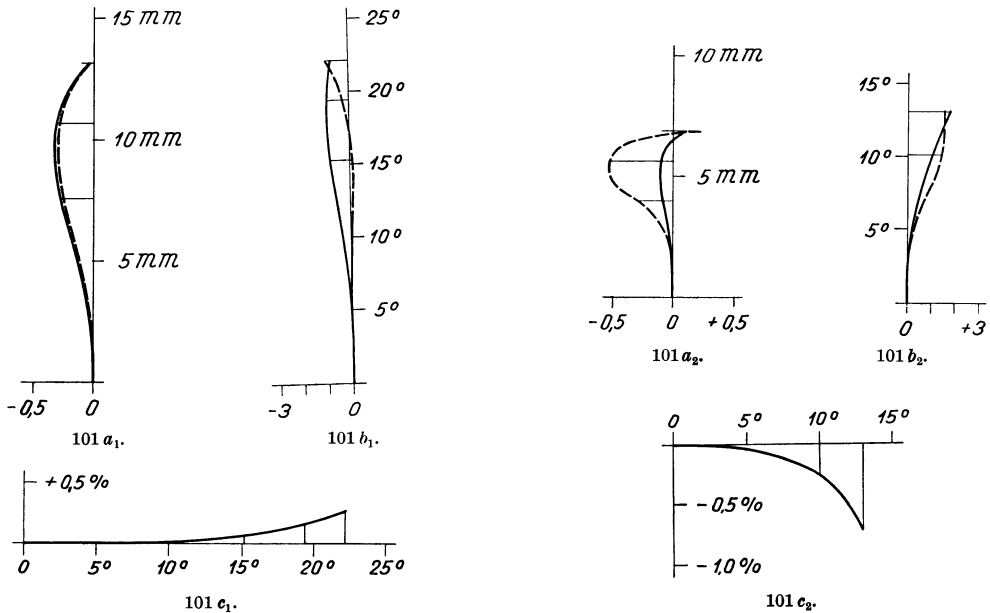 15 mm
10 mm
5 mm
-0,5 0
101 a₁.
25°
20°
15°
10°
5°
-3 0
101 b₁.
10 mm
5 mm
-0,5 0 +0,5
101 a₂.
15°
10°
5°
0 +3
101 b₂.
+0,5%
0 5° 10° 15° 20° 25°
101 c₁.
0 5° 10° 15°
-0,5%
-1,0%
101 c₂.